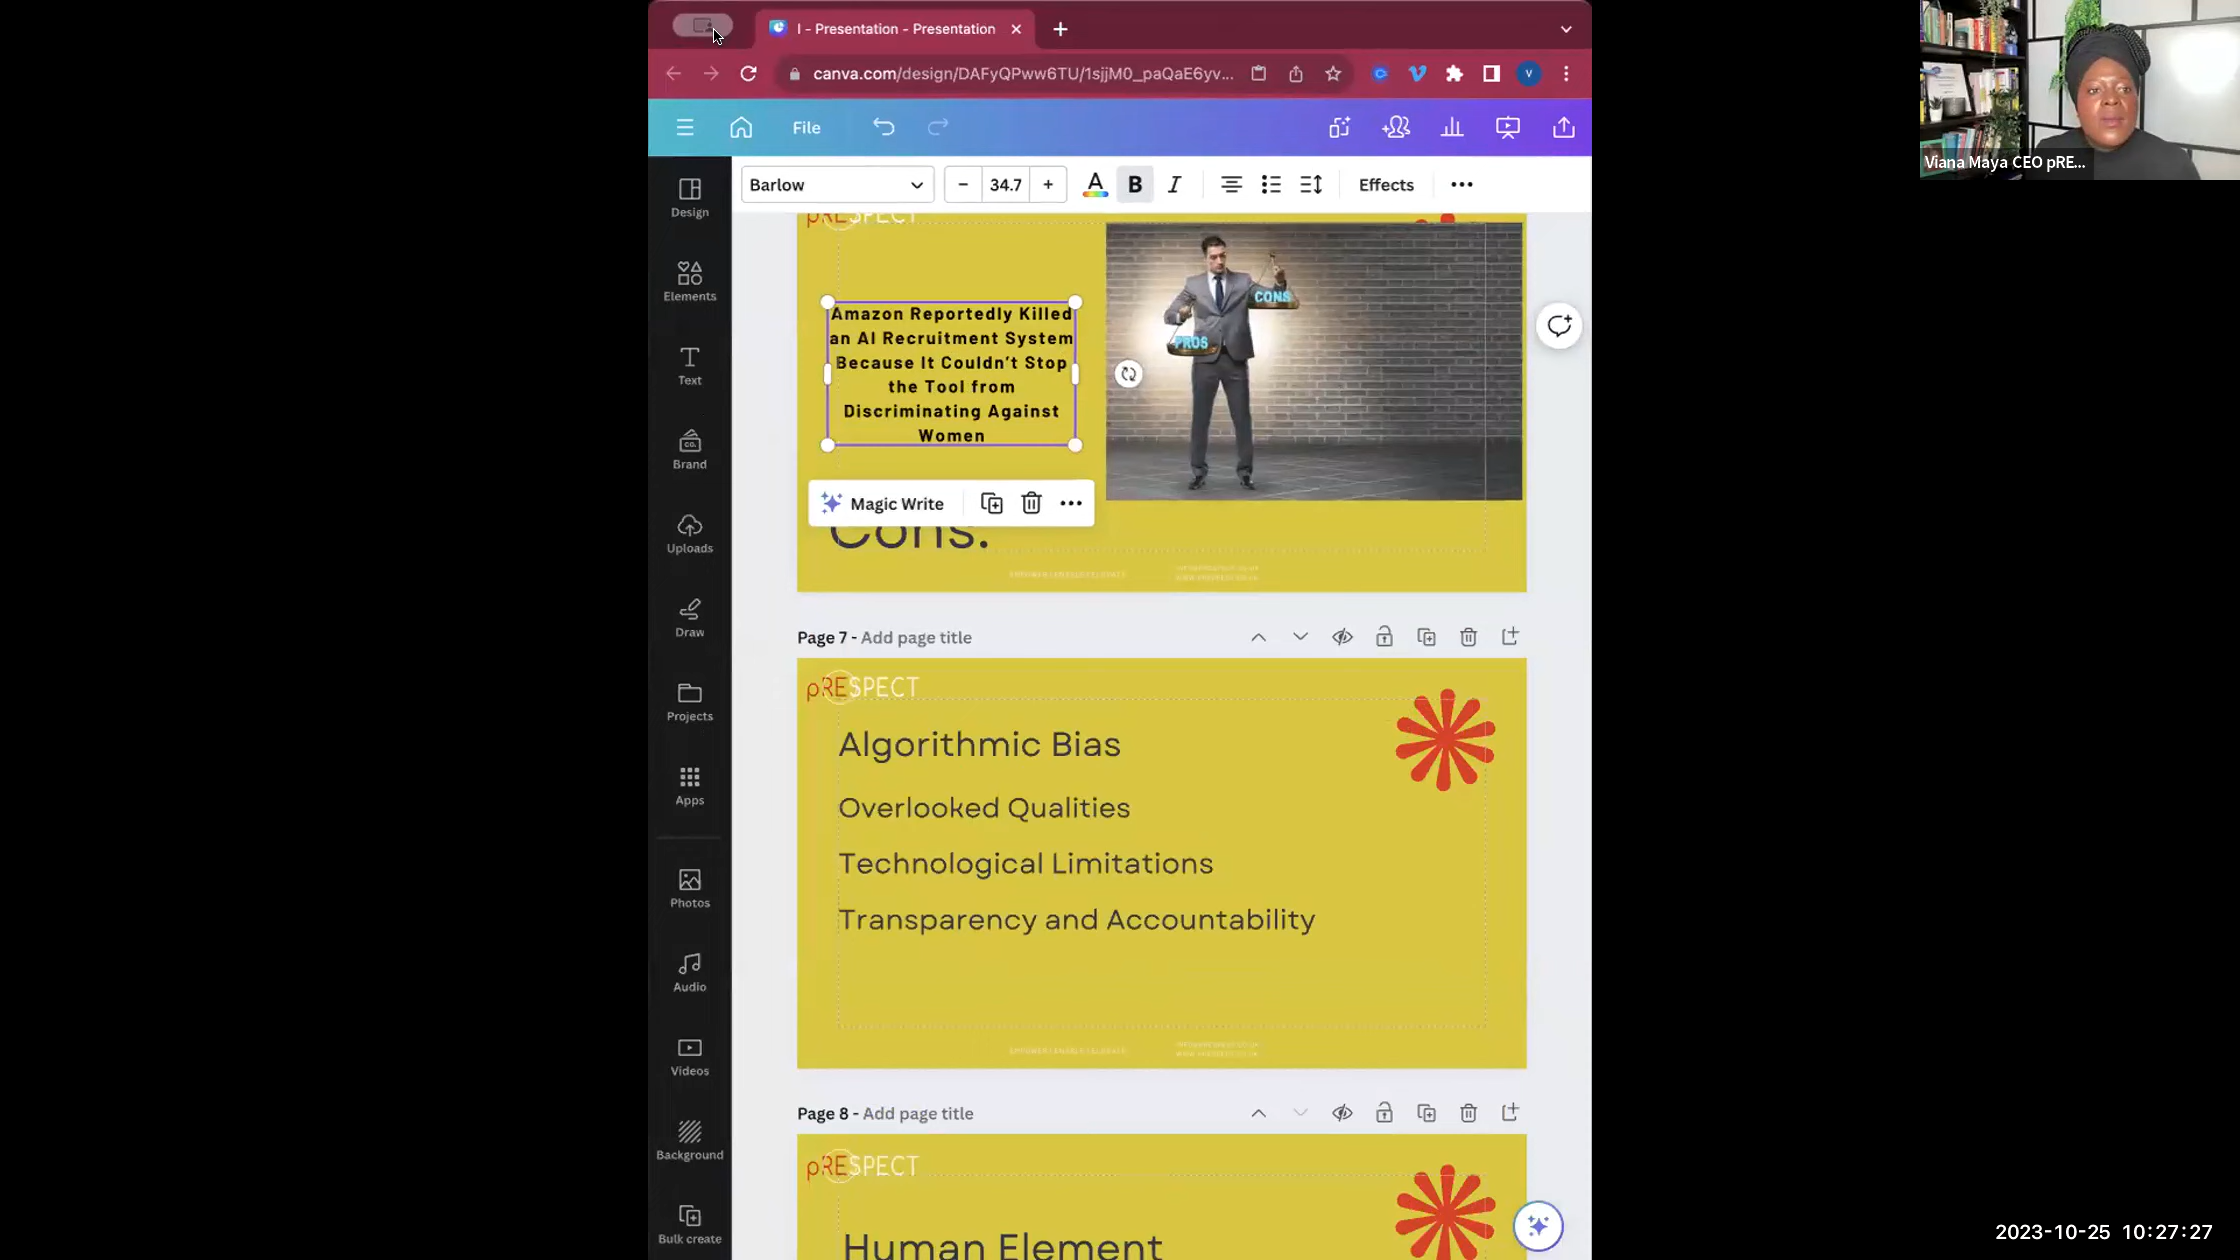 I - Presentation - Presentation
canva.com/design/DAFyQPww6TU/1sjjM0_paQaE6yv...
V
File
Viana Maya CEO pRE...
Barlow
34.7
A
B
I
Effects
Design
Elements
Text
Brand
Uploads
Draw
Projects
Apps
Photos
Audio
Videos
Background
Bulk create
pRESPECT
Amazon Reportedly Killed
an AI Recruitment System
Because It Couldn't Stop
the Tool from
Discriminating Against
Women
CONS
PROS
Magic Write
Cons.
Page 7 - Add page title
pRESPECT
Algorithmic Bias
Overlooked Qualities
Technological Limitations
Transparency and Accountability
Page 8 - Add page title
pRESPECT
Human Element
2023-10-25 10:27:27